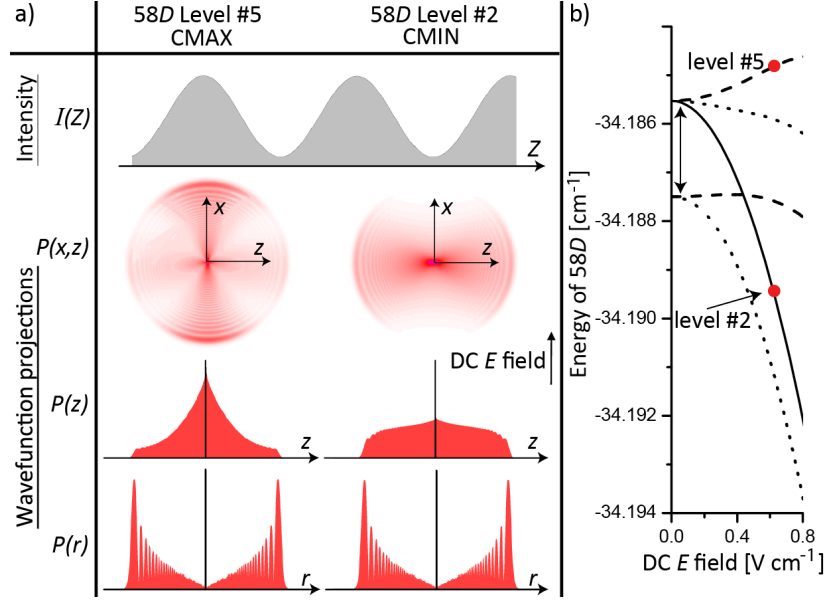 a)
58D Level #5
CMAX
58D Level #2
CMIN
Intensity
I(Z)
Z
P(x,z)
x
z
x
z
DC E field
Wavefunction projections
P(z)
z
z
P(r)
r
r
b)
level #5
level #2
Energy of 58D [cm⁻¹]
-34.186
-34.188
-34.190
-34.192
-34.194
0.0
0.4
0.8
DC E field [V cm⁻¹]